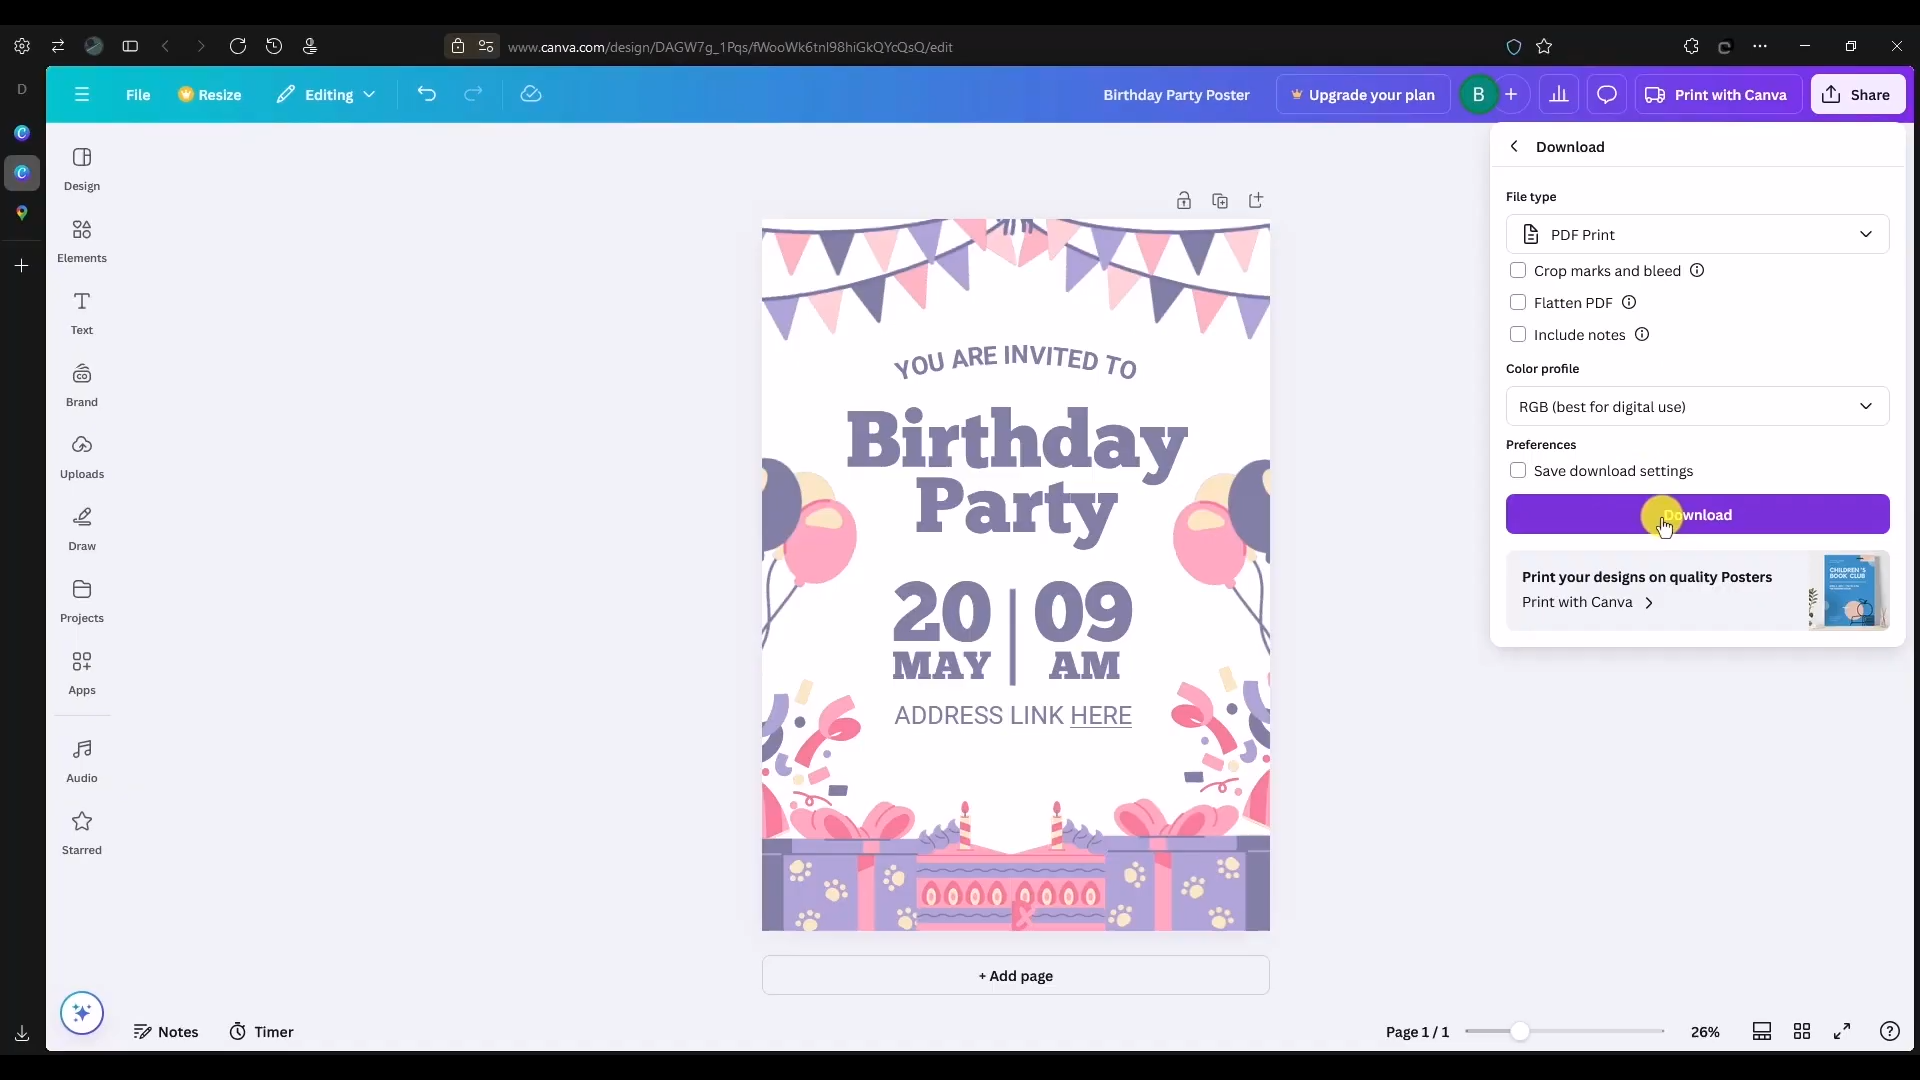 www.canva.com/design/DAGW7g_1Pqs/fWooWk6tnl98hiGkQYcQsQ/edit
D
File
Resize
Editing
Birthday Party Poster
Upgrade your plan
B
Print with Canva
Share
Design
Elements
Text
Brand
Uploads
Draw
Projects
Apps
Audio
Starred
YOU ARE INVITED TO
Birthday
Party
20
MAY
09
AM
ADDRESS LINK HERE
+ Add page
Download
File type
PDF Print
Crop marks and bleed
Flatten PDF
Include notes
Color profile
RGB (best for digital use)
Preferences
Save download settings
Download
Print your designs on quality Posters
Print with Canva
CHILDREN'S
BOOK CLUB
Notes
Timer
Page 1 / 1
26%